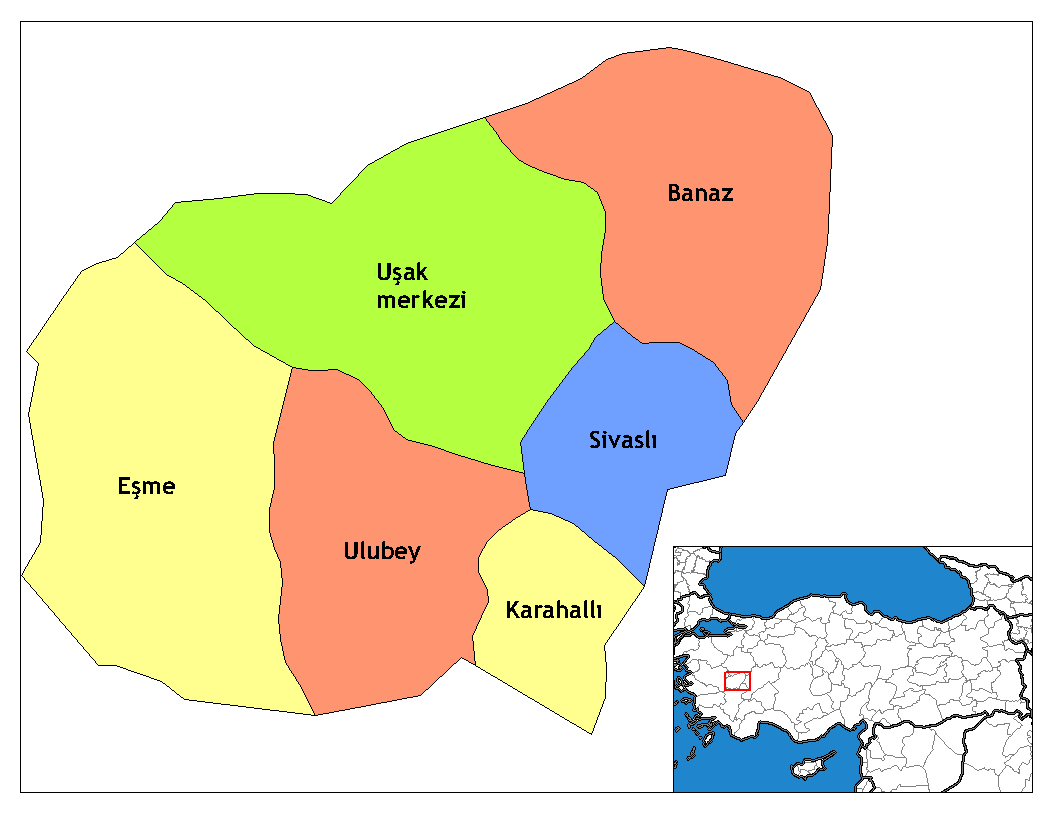 Banaz
Uşak
merkezi
Sivaslı
Eşme
Ulubey
Karahallı